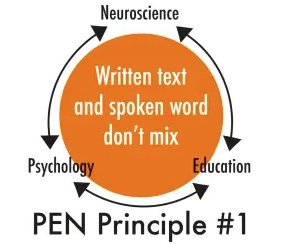 Neuroscience
Written text
and spoken word
don't mix
Psychology
Education
PEN Principle #1